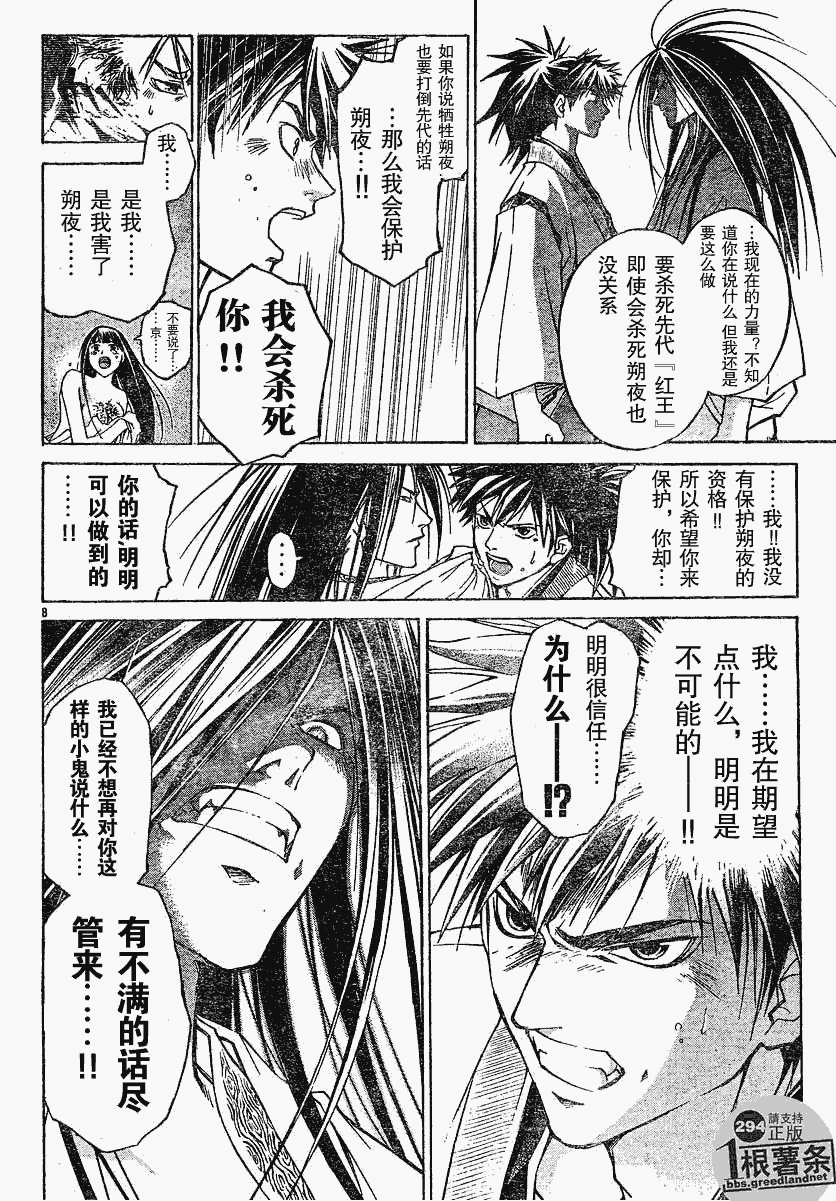 …我现在的力量?不知
道你在说什么 但我还是
要这么做
要杀死先代『红王』
即使会杀死朔夜也
没关系
如果你说牺牲朔夜
也要打倒先代的话
…那么我会保护
朔夜…!!
我会杀死
你!!
我…
是我…
是我害了
朔夜……
不要说了…
…京…
……我!!我没
有保护朔夜的
资格!!
所以希望你来
保护，你却…
…
你的话,明明
可以做到的
……!!
8
我……我在期望
点什么，明明是
不可能的——!!
明明很信任……
为什么——!?
我已经不想再对你这
样的小鬼说什么……
有不满的话尽
管来……!!
294
請支持
正版
1根薯条
bbs.greedland.net